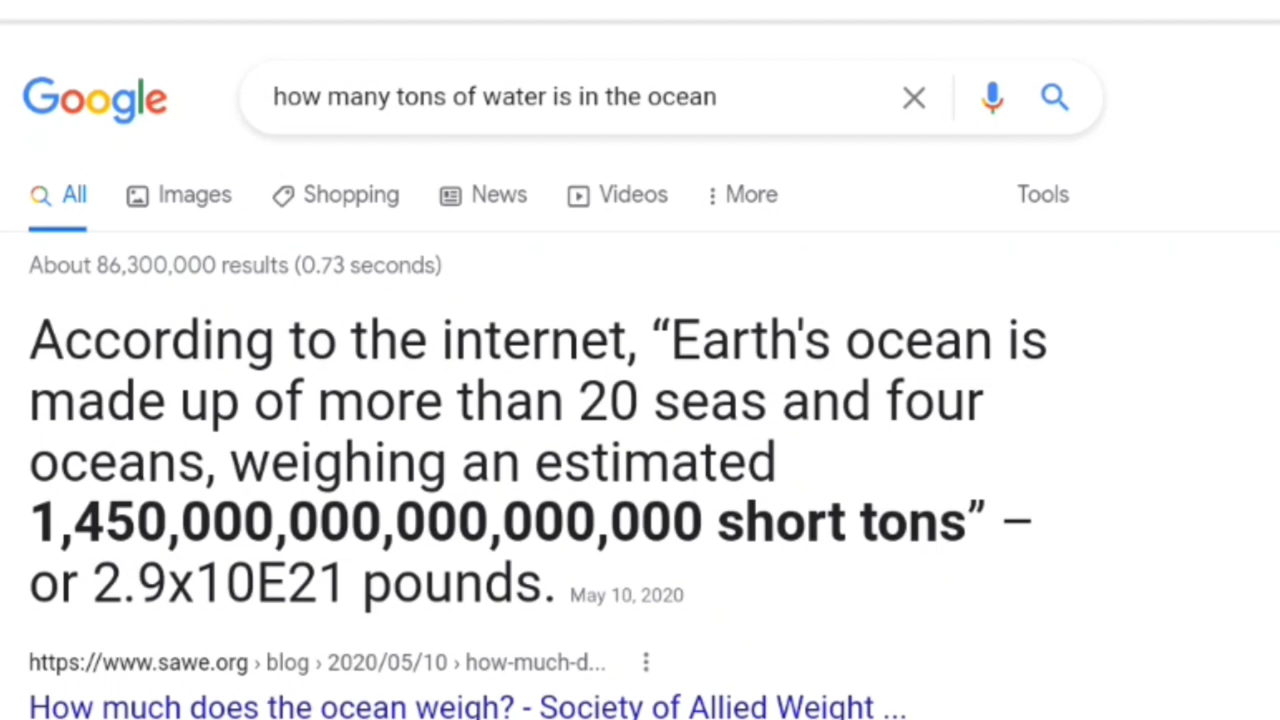 Google how many tons of water is in the ocean
All Images Shopping News Videos More Tools
About 86,300,000 results (0.73 seconds)
According to the internet, “Earth's ocean is
made up of more than 20 seas and four
oceans, weighing an estimated
1,450,000,000,000,000,000 short tons” –
or 2.9x10E21 pounds. May 10, 2020
https://www.sawe.org › blog › 2020/05/10 › how-much-d...
How much does the ocean weigh? - Society of Allied Weight ...